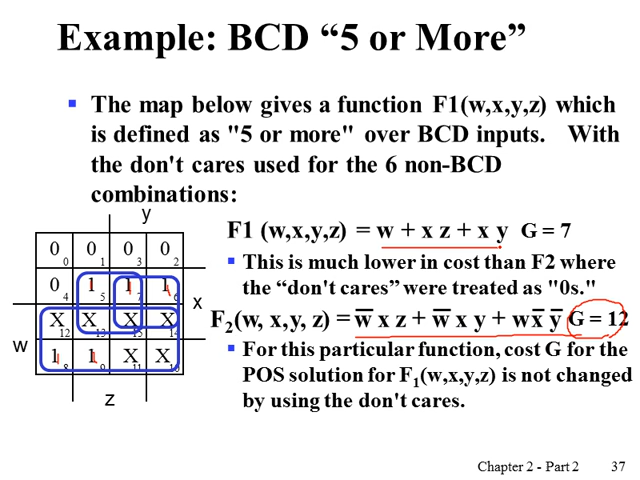 Example: BCD “5 or More”
▪ The map below gives a function F1(w,x,y,z) which
is defined as "5 or more" over BCD inputs. With
the don't cares used for the 6 non-BCD
combinations:
y
0 0 0 1 0 3 0 2
0 4 1 5 1 7 1 6
x
X 12 X 13 X 15 X 14
w
1 8 1 9 X 11 X 10
z
F1 (w,x,y,z) = w + x z + x y G = 7
▪ This is much lower in cost than F2 where
the “don't cares” were treated as "0s."
F₂(w, x,y, z) = w̅ x z + w̅ x y + w x̅ y̅ G = 12
▪ For this particular function, cost G for the
POS solution for F₁(w,x,y,z) is not changed
by using the don't cares.
Chapter 2 - Part 2 37